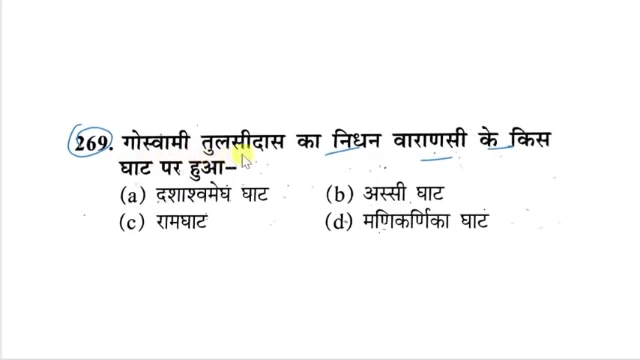 269. गोस्वामी तुलसीदास का निधन वाराणसी के किस
घाट पर हुआ–
(a) दशाश्वमेघ घाट (b) अस्सी घाट
(c) रामघाट (d) मणिकर्णिका घाट